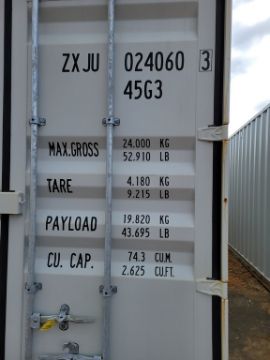 ZXJU 024060 3
45G3
MAX.GROSS 24.000 KG
52.910 LB
TARE 4.180 KG
9.215 LB
PAYLOAD 19.820 KG
43.695 LB
CU. CAP. 74.3 CU.M.
2.625 CU.FT.